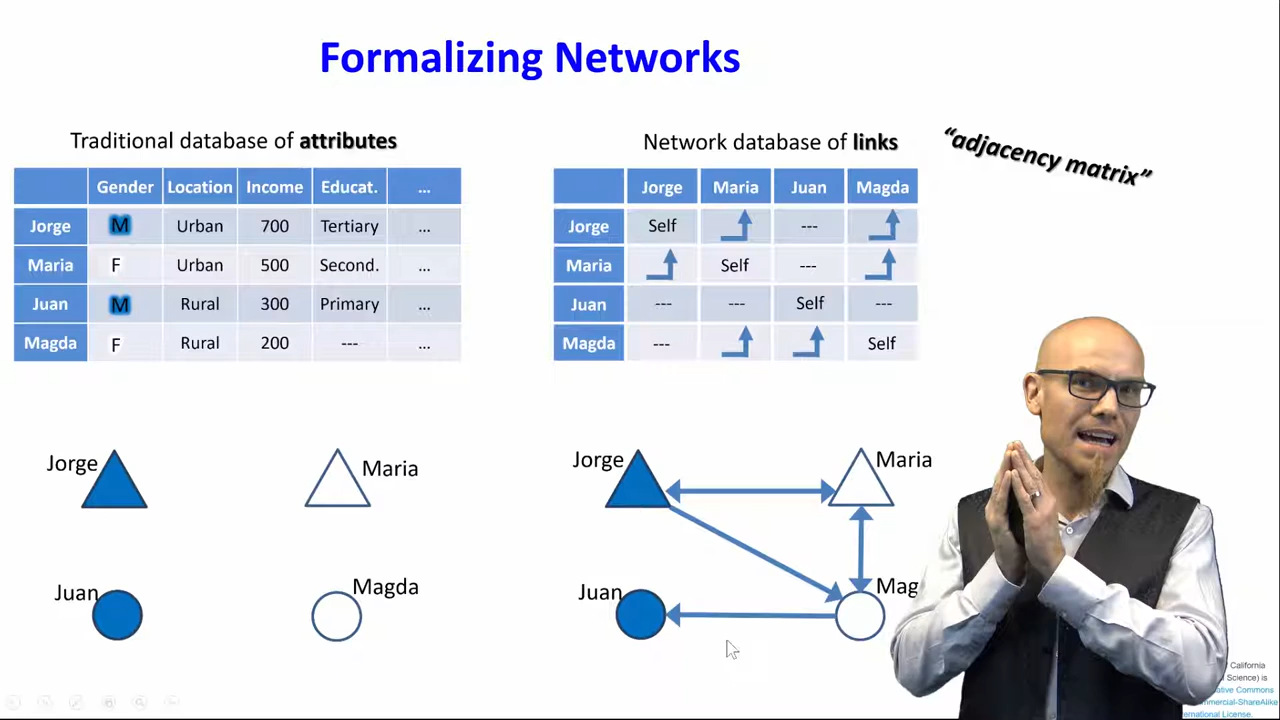 Formalizing Networks
Traditional database of attributes
Gender Location Income Educat. ...
Jorge M Urban 700 Tertiary ...
Maria F Urban 500 Second. ...
Juan M Rural 300 Primary ...
Magda F Rural 200 --- ...
Network database of links
"adjacency matrix"
Jorge Maria Juan Magda
Jorge Self ---
Maria Self ---
Juan --- --- Self ---
Magda --- Self
Jorge
Maria
Juan
Magda
Jorge
Maria
Juan
Mag
California
Science) is
ative Commons
mmercial-ShareAlike
ternational License.